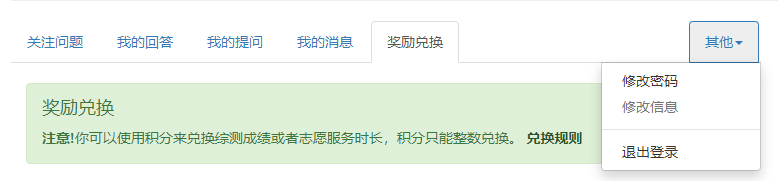 关注问题 我的回答 我的提问 我的消息 奖励兑换 其他
修改密码
修改信息
退出登录
奖励兑换
注意!你可以使用积分来兑换综测成绩或者志愿服务时长，积分只能整数兑换。 兑换规则